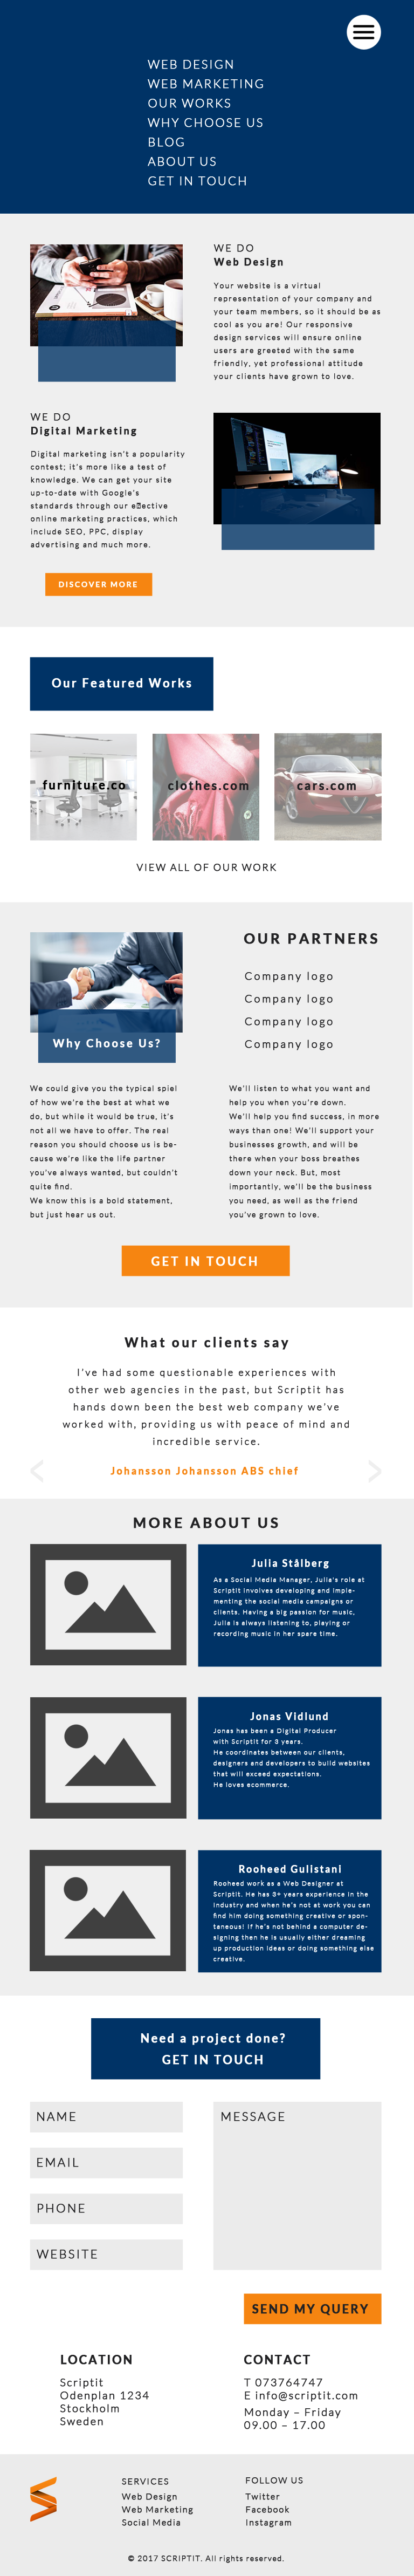 WEB DESIGN
WEB MARKETING
OUR WORKS
WHY CHOOSE US
BLOG
ABOUT US
GET IN TOUCH
WE DO
Web Design
Your website is a virtual
representation of your company and
your team members, so it should be as
cool as you are! Our responsive
design services will ensure online
users are greeted with the same
friendly, yet professional attitude
your clients have grown to love.
WE DO
Digital Marketing
Digital marketing isn't a popularity
contest; it's more like a test of
knowledge. We can get your site
up-to-date with Google's
standards through our e▯ective
online marketing practices, which
include SEO, PPC, display
advertising and much more.
DISCOVER MORE
Our Featured Works
furniture.co
clothes.com
cars.com
VIEW ALL OF OUR WORK
Why Choose Us?
OUR PARTNERS
Company logo
Company logo
Company logo
Company logo
We could give you the typical spiel
of how we're the best at what we
do, but while it would be true, it's
not all we have to offer. The real
reason you should choose us is be-
cause we're like the life partner
you've always wanted, but couldn't
quite find.
We know this is a bold statement,
but just hear us out.
We'll listen to what you want and
help you when you're down.
We'll help you find success, in more
ways than one! We'll support your
businesses growth, and will be
there when your boss breathes
down your neck. But, most
importantly, we'll be the business
you need, as well as the friend
you've grown to love.
GET IN TOUCH
What our clients say
I've had some questionable experiences with
other web agencies in the past, but Scriptit has
hands down been the best web company we've
worked with, providing us with peace of mind and
incredible service.
Johansson Johansson ABS chief
MORE ABOUT US
Julia Stålberg
As a Social Media Manager, Julia's role at
Scriptit involves developing and imple-
menting the social media campaigns or
clients. Having a big passion for music,
Julia is always listening to, playing or
recording music in her spare time.
Jonas Vidlund
Jonas has been a Digital Producer
with Scriptit for 3 years.
He coordinates between our clients,
designers and developers to build websites
that will exceed expectations.
He loves ecommerce.
Rooheed Gulistani
Rooheed work as a Web Designer at
Scriptit. He has 3+ years experience in the
industry and when he's not at work you can
find him doing something creative or spon-
taneous! If he's not behind a computer de-
signing then he is usually either dreaming
up production ideas or doing something else
creative.
Need a project done?
GET IN TOUCH
NAME
EMAIL
PHONE
WEBSITE
MESSAGE
SEND MY QUERY
LOCATION
Scriptit
Odenplan 1234
Stockholm
Sweden
CONTACT
T 073764747
E info@scriptit.com
Monday – Friday
09.00 – 17.00
SERVICES
Web Design
Web Marketing
Social Media
FOLLOW US
Twitter
Facebook
Instagram
© 2017 SCRIPTIT. All rights reserved.